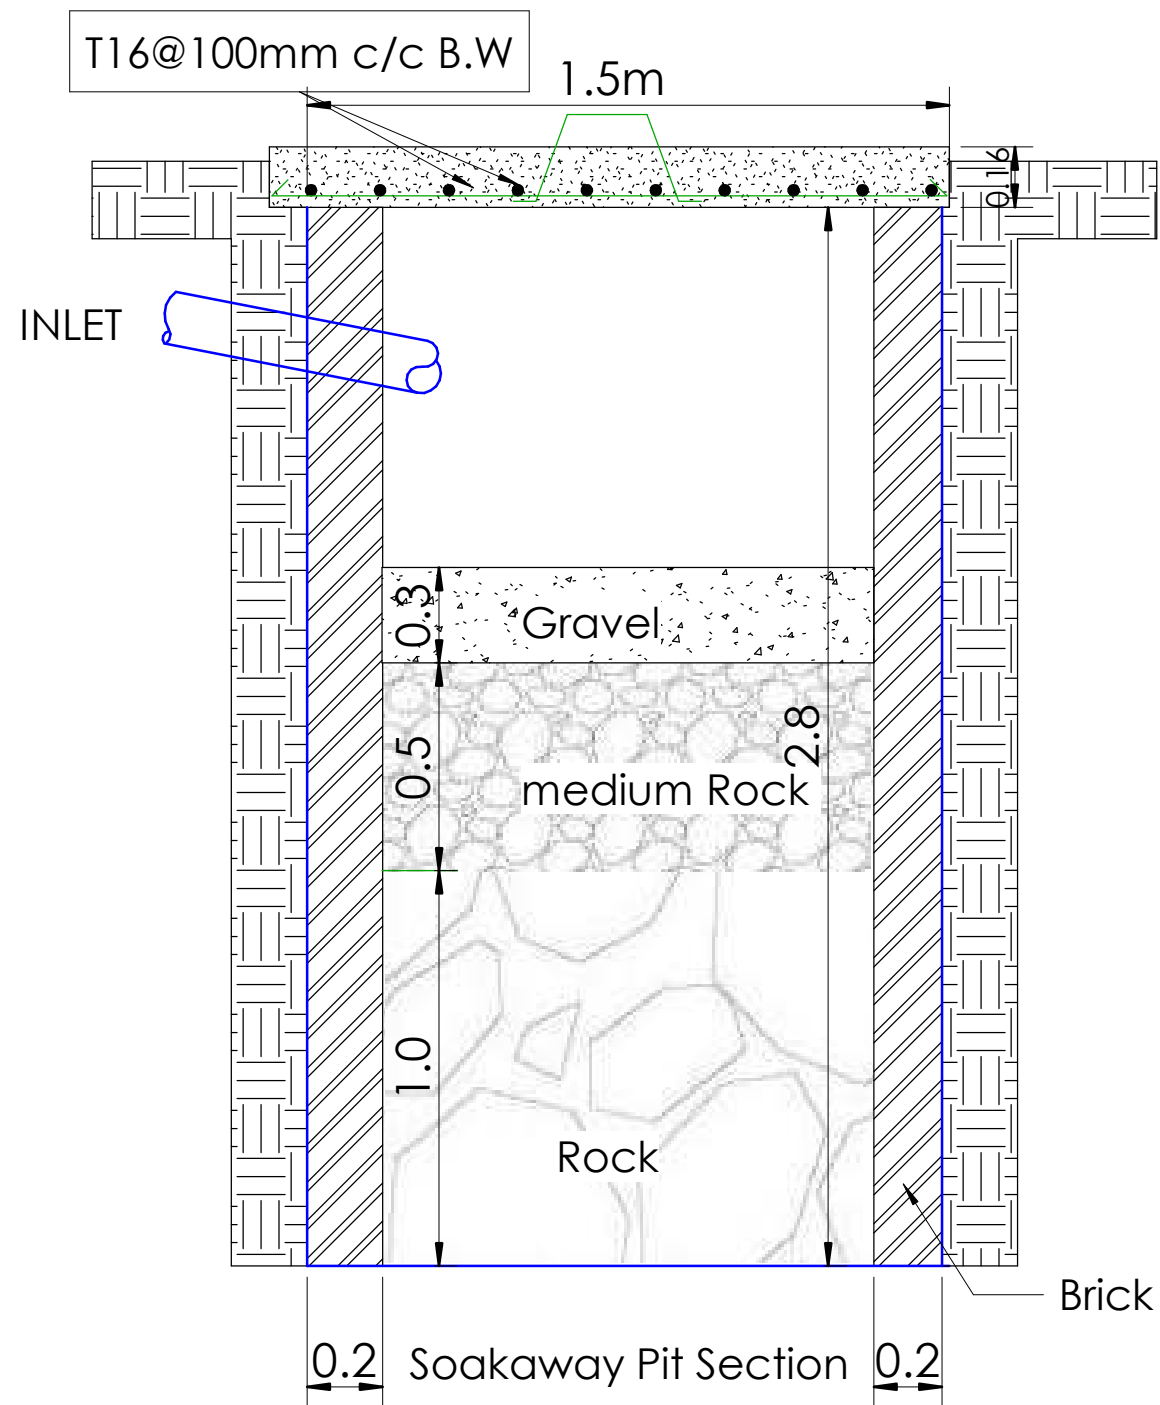 T16@100mm c/c B.W
1.5m
0.16
INLET
0.3
Gravel
0.5
2.8
medium Rock
1.0
Rock
Brick
0.2
Soakaway Pit Section
0.2